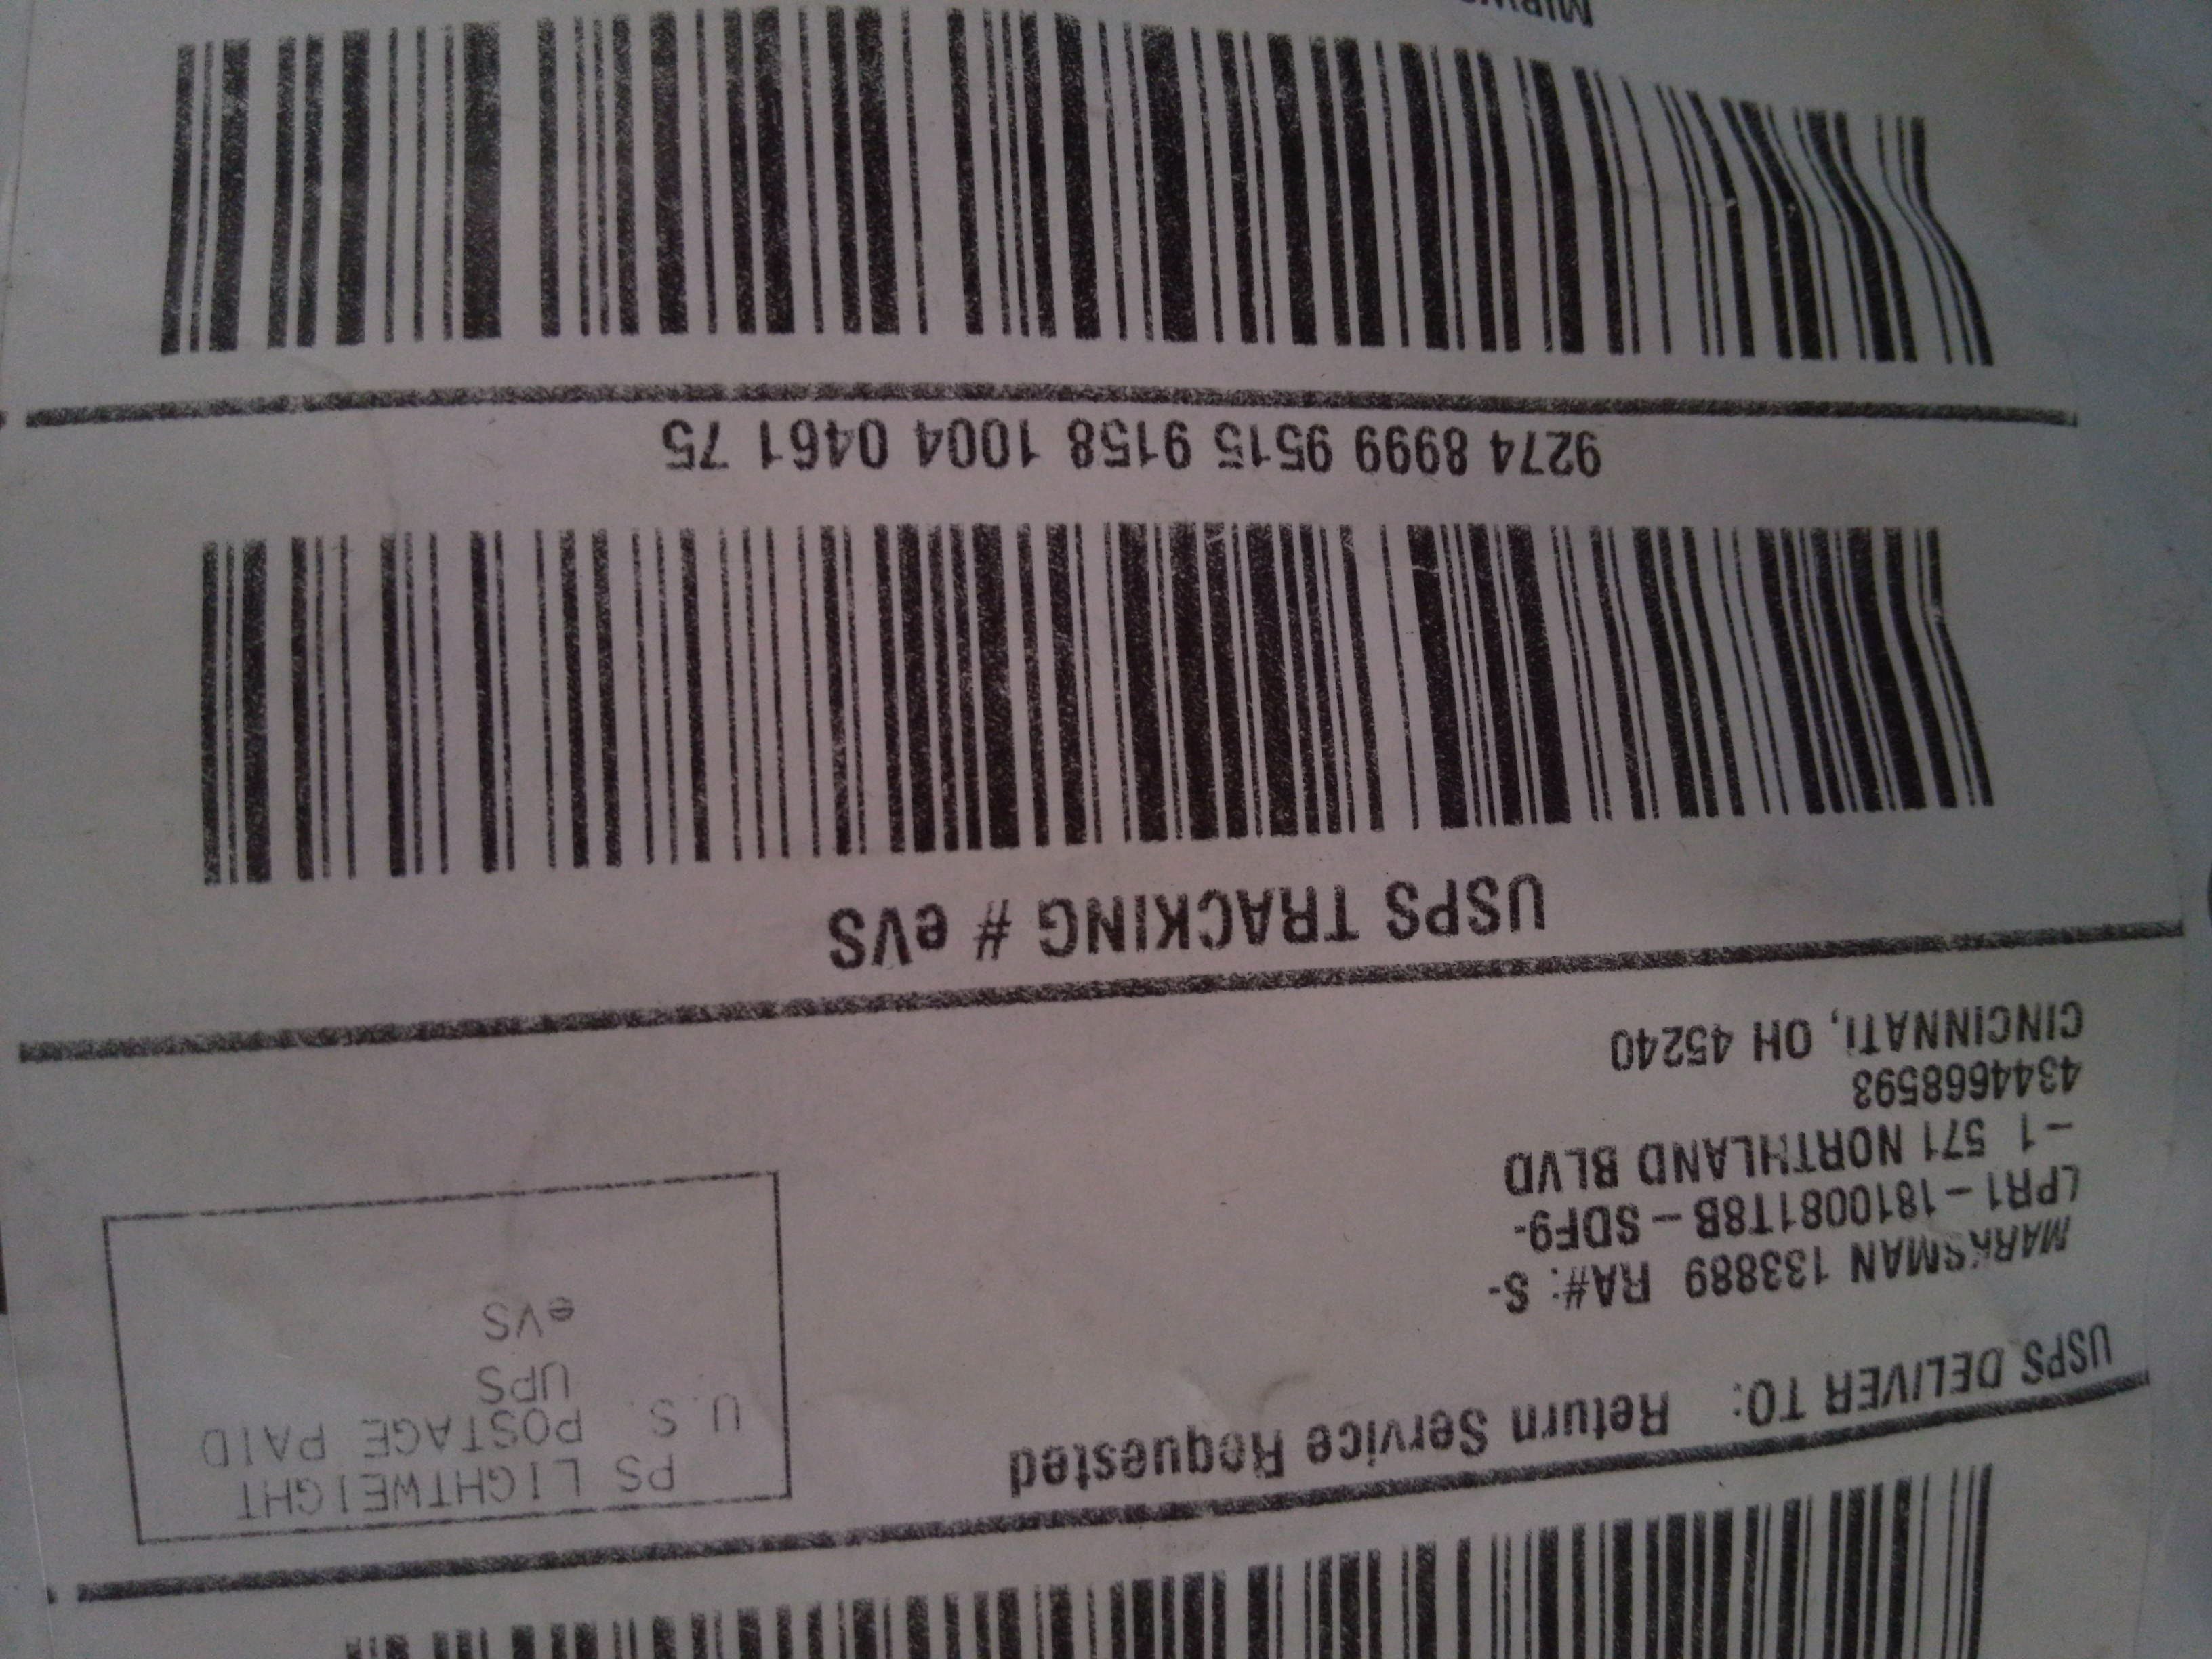 PS LIGHTWEIGHT
U.S. POSTAGE PAID
UPS
eVS
USPS DELIVER TO: Return Service Requested
MARKSMAN 133889 RA#: S-
LPR1-1810081T8B-SDF9-
-1 571 NORTHLAND BLVD
4344668593
CINCINNATI, OH 45240
USPS TRACKING # eVS
9274 8999 9515 9158 1004 0461 75